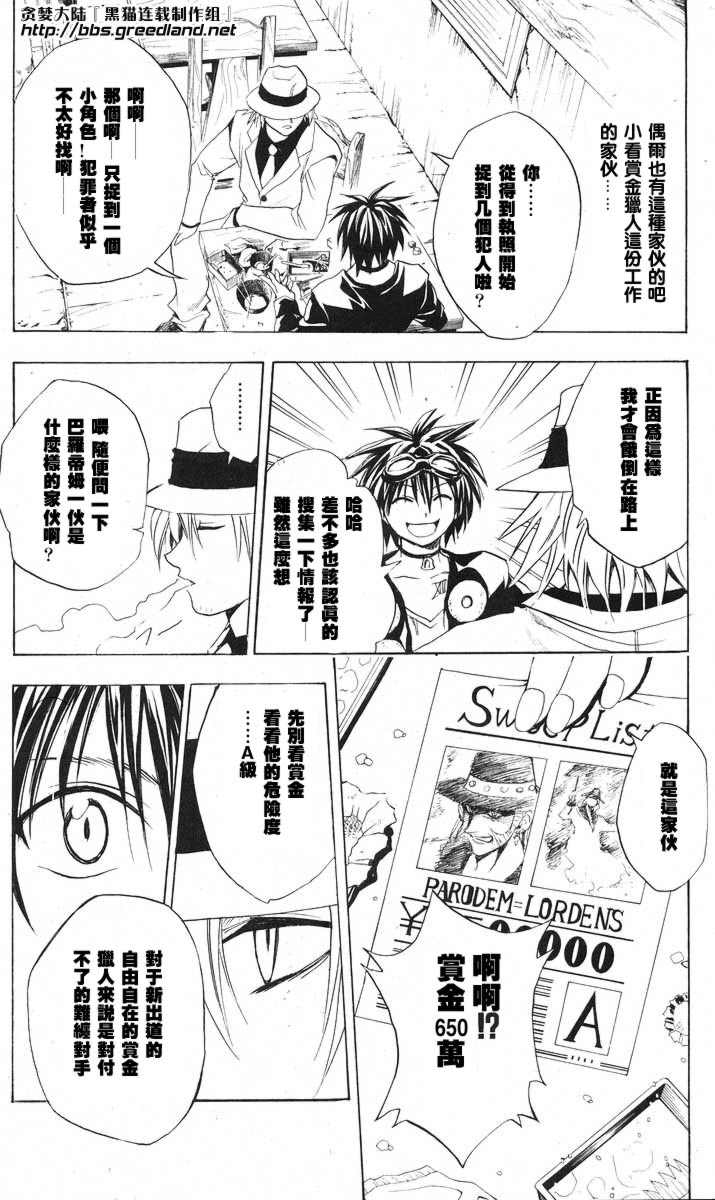 贪婪大陆『黑猫连载制作组』
http://bbs.greedland.net
偶爾也有這種家伙的吧
小看賞金獵人這份工作
的家伙……
你……
從得到執照開始
捉到几個犯人啦?
啊啊——
那個啊——只捉到一個
小角色!犯罪者似乎
不太好找啊——
正因爲這樣
我才會餓倒在路上
哈哈
差不多也該認真的
搜集一下情報了——
雖然這麼想
………
喂 隨便問一下
巴羅帝姆一伙是
什麼樣的家伙啊?
就是這家伙
SWEEP LIST
PARODEM=LORDENS
¥
00900
A
啊啊!?
賞金650萬
先別看賞金
看看他的危險度
……A級
對于新出道的
自由自在的賞金
獵人來說是對付
不了的難經對手